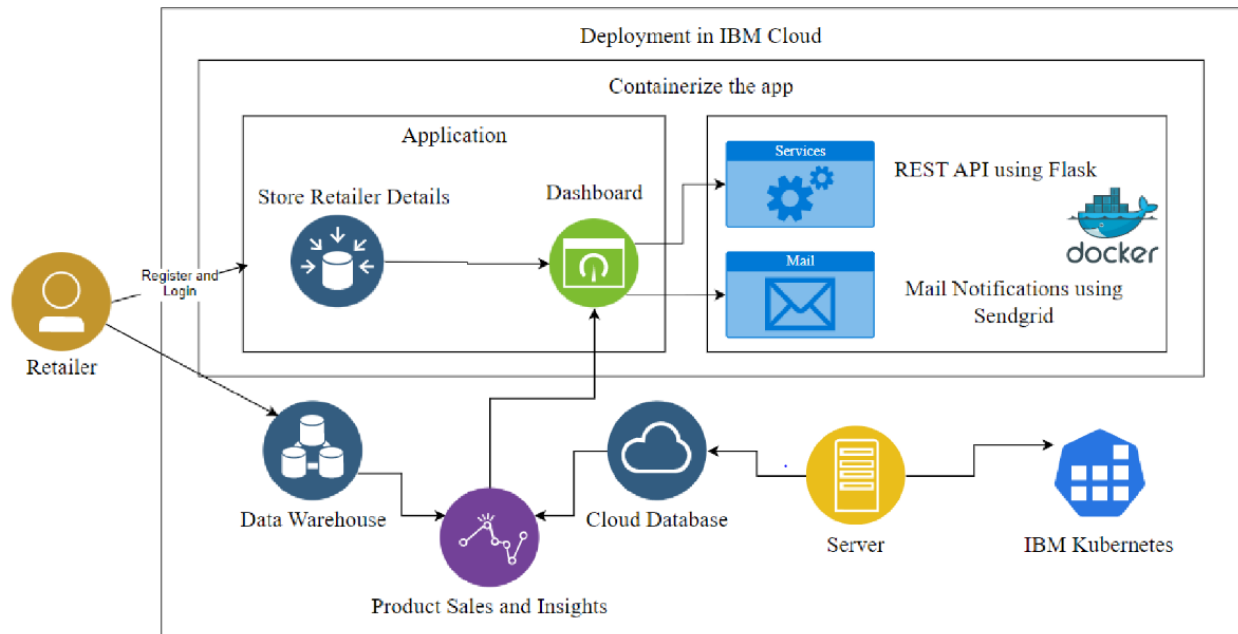 Deployment in IBM Cloud
Containerize the app
Application
Services
REST API using Flask
Store Retailer Details
Dashboard
docker
Register and
Login
Mail
Mail Notifications using
Sendgrid
Retailer
Data Warehouse
Cloud Database
Server
IBM Kubernetes
Product Sales and Insights